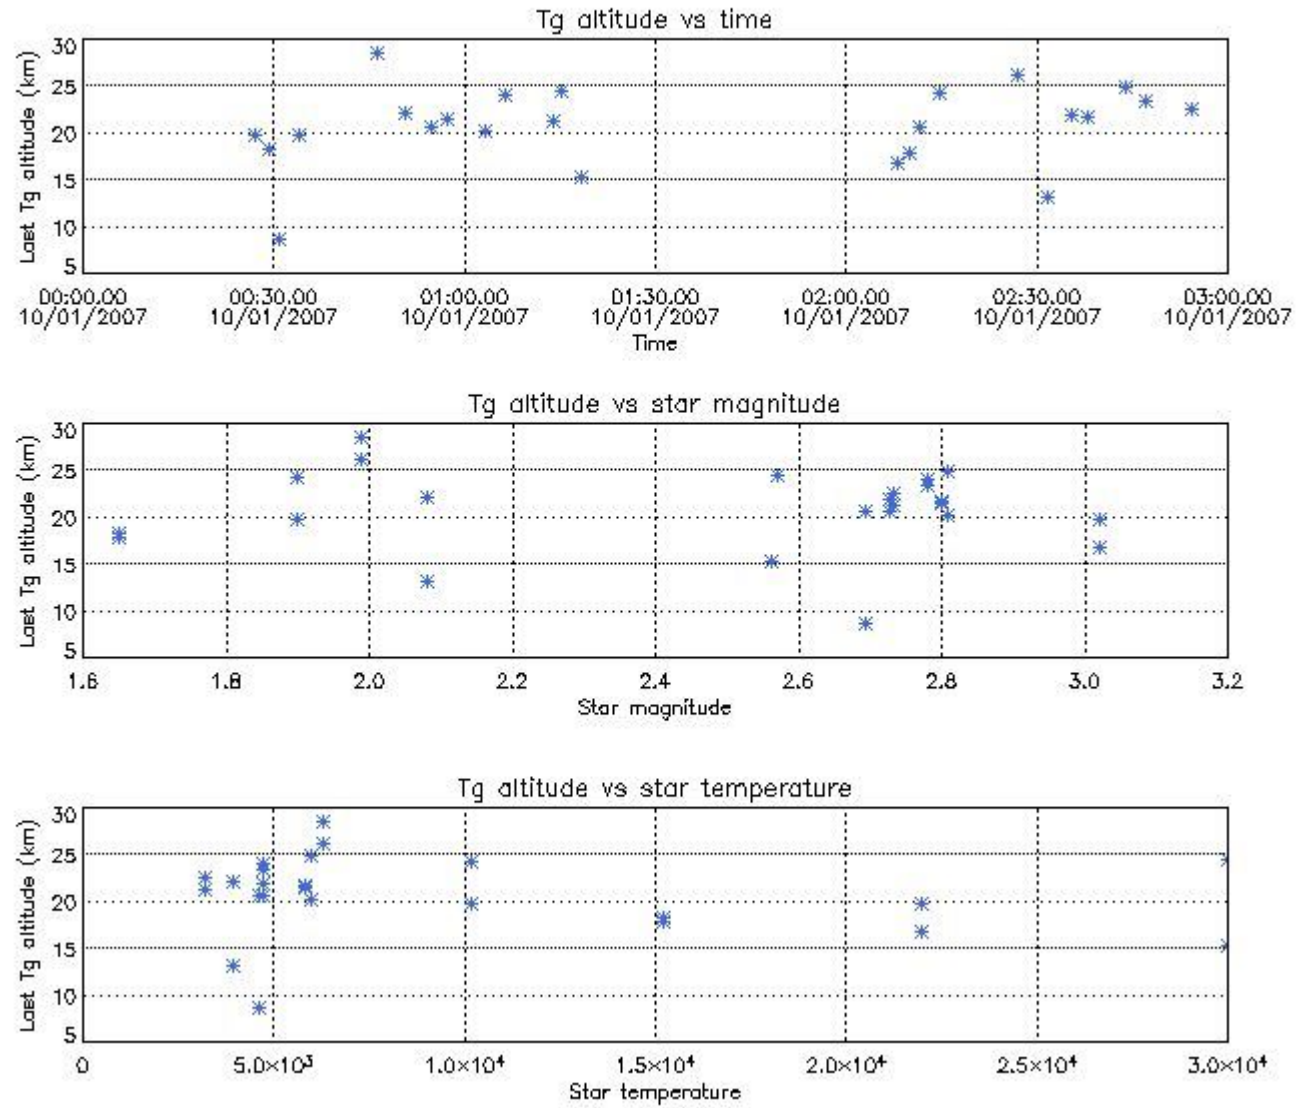 Tg altitude vs time
Last Tg altitude (km)
30
25
20
15
10
5
00:00.00 00:30.00 01:00.00 01:30.00 02:00.00 02:30.00 03:00.00
10/01/2007 10/01/2007 10/01/2007 10/01/2007 10/01/2007 10/01/2007 10/01/2007
Time
Tg altitude vs star magnitude
Last Tg altitude (km)
30
25
20
15
10
5
1.6 1.8 2.0 2.2 2.4 2.6 2.8 3.0 3.2
Star magnitude
Tg altitude vs star temperature
Last Tg altitude (km)
30
25
20
15
10
5
0 5.0×10³ 1.0×10⁴ 1.5×10⁴ 2.0×10⁴ 2.5×10⁴ 3.0×10⁴
Star temperature